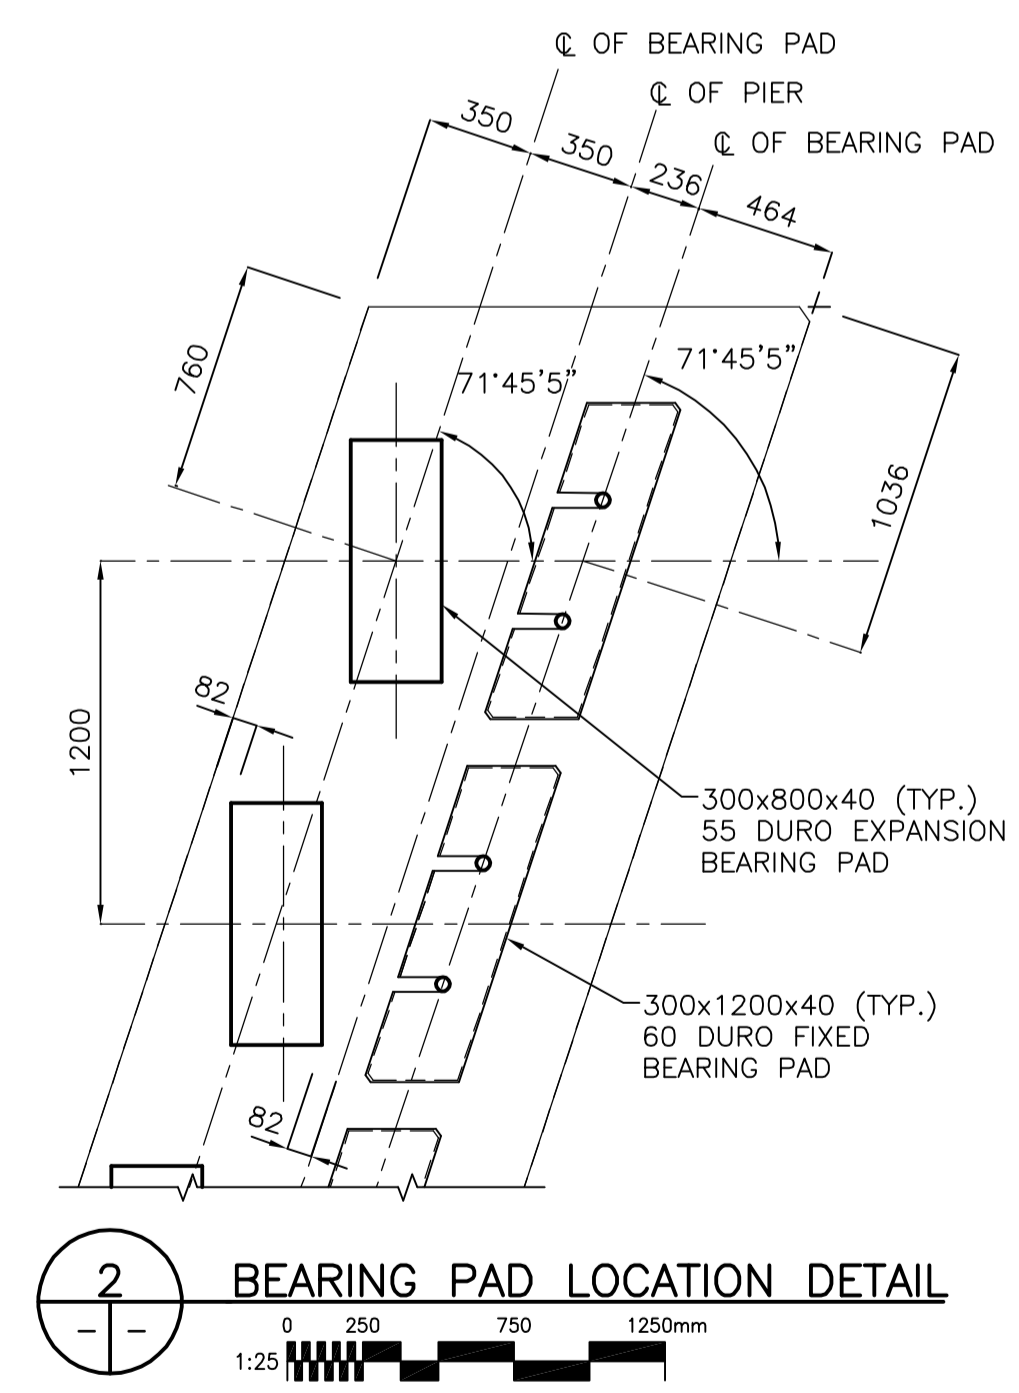 ℄ OF BEARING PAD
℄ OF PIER
℄ OF BEARING PAD
350
350
236
464
760
71°45'5"
71°45'5"
1036
82
1200
300x800x40 (TYP.)
55 DURO EXPANSION
BEARING PAD
300x1200x40 (TYP.)
60 DURO FIXED
BEARING PAD
82
2
- -
BEARING PAD LOCATION DETAIL
0 250 750 1250mm
1:25